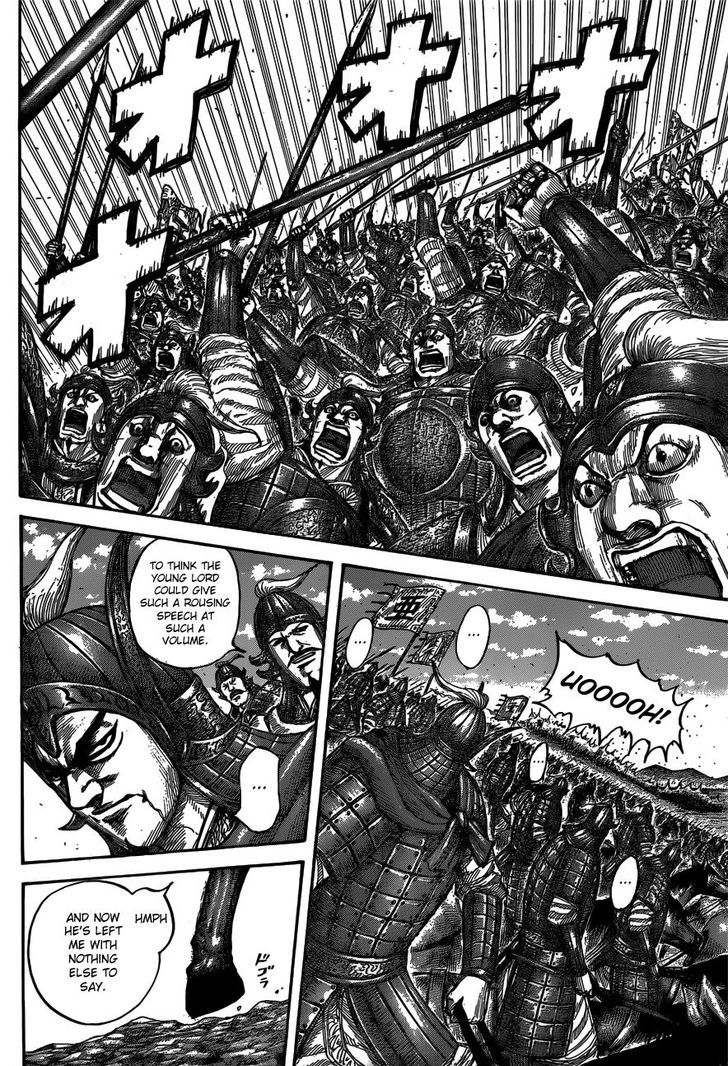 オ
オ
オ
オ
UOOOOH!
...
...
...
...
亜
TO THINK THE
YOUNG LORD
COULD GIVE
SUCH A ROUSING
SPEECH AT
SUCH A
VOLUME.
...
HMPH
AND NOW
HE'S LEFT
ME WITH
NOTHING
ELSE TO
SAY.